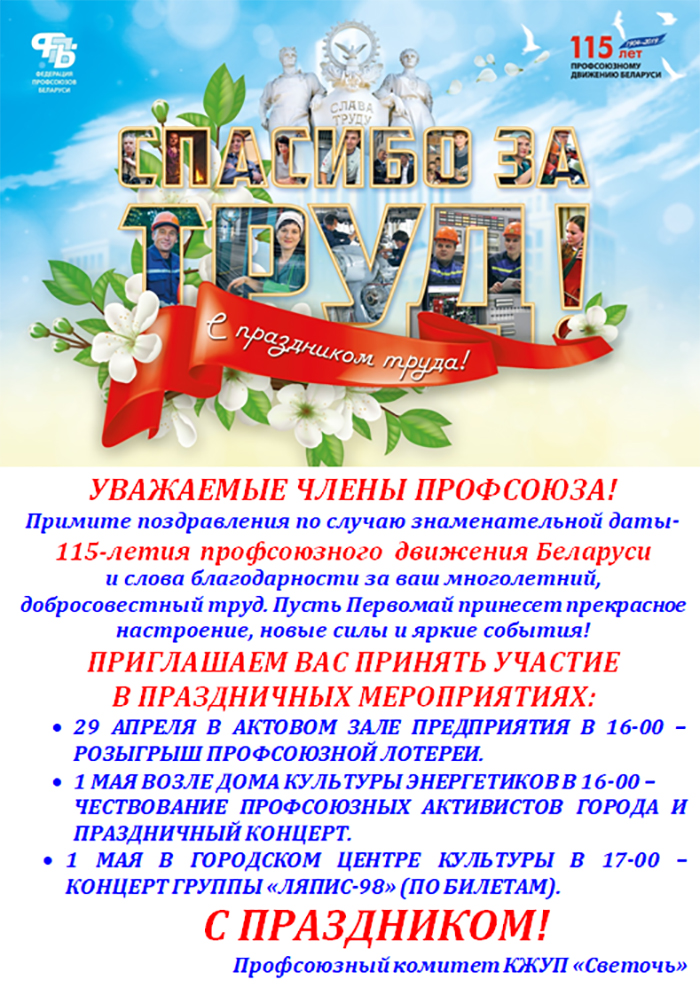 ФПБ
ФЕДЕРАЦИЯ
ПРОФСОЮЗОВ
БЕЛАРУСИ
115 лет
1904-2019
ПРОФСОЮЗНОМУ
ДВИЖЕНИЮ БЕЛАРУСИ
СЛАВА
ТРУДУ
СПАСИБО ЗА
ТРУД!
С праздником труда!
УВАЖАЕМЫЕ ЧЛЕНЫ ПРОФСОЮЗА!
Примите поздравления по случаю знаменательной даты-
115-летия профсоюзного движения Беларуси
и слова благодарности за ваш многолетний,
добросовестный труд. Пусть Первомай принесет прекрасное
настроение, новые силы и яркие события!
ПРИГЛАШАЕМ ВАС ПРИНЯТЬ УЧАСТИЕ
В ПРАЗДНИЧНЫХ МЕРОПРИЯТИЯХ:
• 29 АПРЕЛЯ В АКТОВОМ ЗАЛЕ ПРЕДПРИЯТИЯ В 16-00 –
РОЗЫГРЫШ ПРОФСОЮЗНОЙ ЛОТЕРЕИ.
• 1 МАЯ ВОЗЛЕ ДОМА КУЛЬТУРЫ ЭНЕРГЕТИКОВ В 16-00 –
ЧЕСТВОВАНИЕ ПРОФСОЮЗНЫХ АКТИВИСТОВ ГОРОДА И
ПРАЗДНИЧНЫЙ КОНЦЕРТ.
• 1 МАЯ В ГОРОДСКОМ ЦЕНТРЕ КУЛЬТУРЫ В 17-00 –
КОНЦЕРТ ГРУППЫ «ЛЯПИС-98» (ПО БИЛЕТАМ).
С ПРАЗДНИКОМ!
Профсоюзный комитет КЖУП «Светочь»